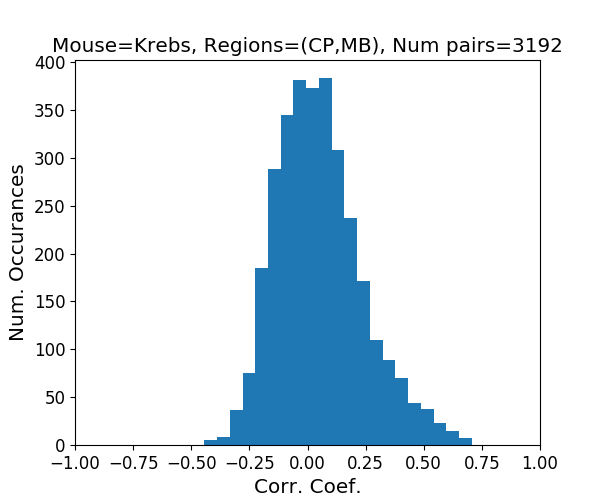 Mouse=Krebs, Regions=(CP,MB), Num pairs=3192
400
350
300
250
200
150
100
50
0
Num. Occurances
−1.00 −0.75 −0.50 −0.25 0.00 0.25 0.50 0.75 1.00
Corr. Coef.